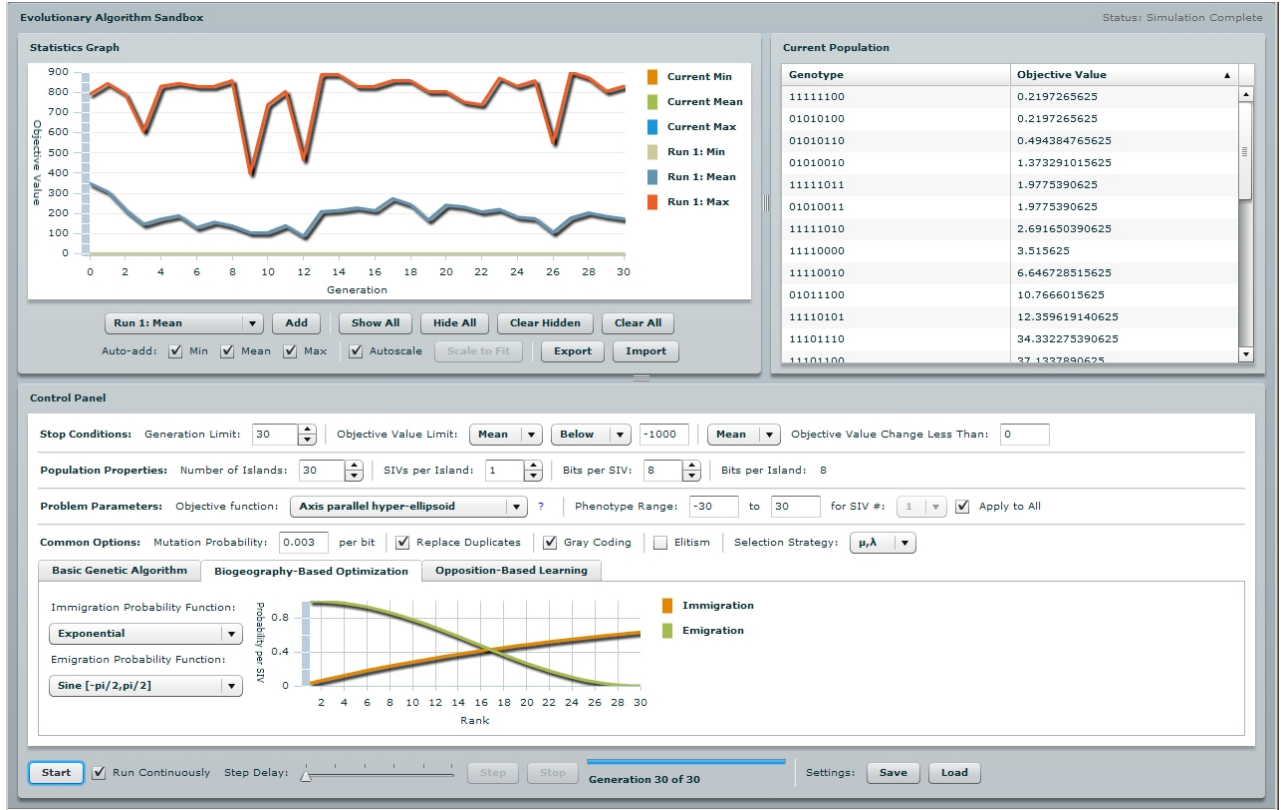 Evolutionary Algorithm Sandbox
Status: Simulation Complete
Statistics Graph
900
800
700
600
500
400
300
200
100
0
Objective Value
0 2 4 6 8 10 12 14 16 18 20 22 24 26 28 30
Generation
Current Min
Current Mean
Current Max
Run 1: Min
Run 1: Mean
Run 1: Max
Run 1: Mean Add Show All Hide All Clear Hidden Clear All
Auto-add: Min Mean Max Autoscale Scale to Fit Export Import
Current Population
Genotype Objective Value
11111100 0.2197265625
01010100 0.2197265625
01010110 0.494384765625
01010010 1.373291015625
11111011 1.9775390625
01010011 1.9775390625
11111010 2.691650390625
11110000 3.515625
11110010 6.646728515625
01011100 10.7666015625
11110101 12.359619140625
11101110 34.332275390625
11101100 37.1337890625
Control Panel
Stop Conditions: Generation Limit: 30 Objective Value Limit: Mean Below -1000 Mean Objective Value Change Less Than: 0
Population Properties: Number of Islands: 30 SIVs per Island: 1 Bits per SIV: 8 Bits per Island: 8
Problem Parameters: Objective function: Axis parallel hyper-ellipsoid ? Phenotype Range: -30 to 30 for SIV #: 1 Apply to All
Common Options: Mutation Probability: 0.003 per bit Replace Duplicates Gray Coding Elitism Selection Strategy: μ,λ
Basic Genetic Algorithm Biogeography-Based Optimization Opposition-Based Learning
Immigration Probability Function:
Exponential
Emigration Probability Function:
Sine [-pi/2,pi/2]
Probability per SIV
0.8
0.4
0
2 4 6 8 10 12 14 16 18 20 22 24 26 28 30
Rank
Immigration
Emigration
Start Run Continuously Step Delay: Step Stop Generation 30 of 30 Settings: Save Load